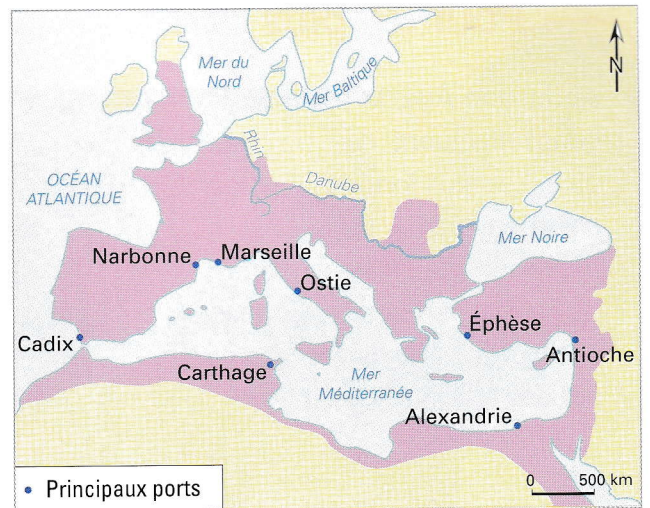 Mer du
Nord
Mer Baltique
N
OCÉAN
ATLANTIQUE
Rhin
Danube
Mer Noire
Narbonne
Marseille
Ostie
Cadix
Carthage
Éphèse
Antioche
Mer
Méditerranée
Alexandrie
Principaux ports
0 500 km